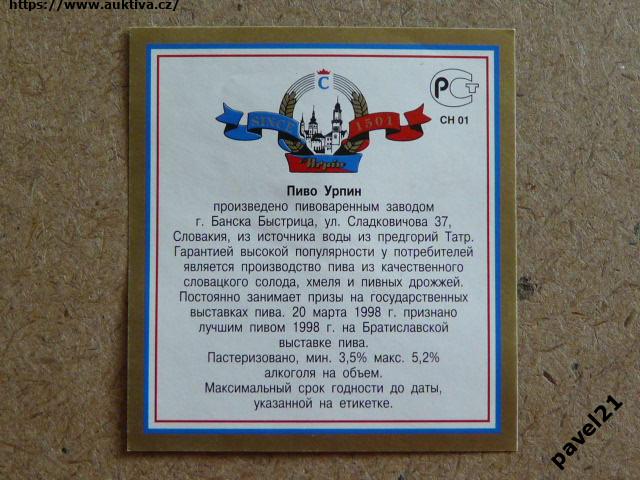 https://www.auktiva.cz/
C
SINCE 1501
Urpin
РСТ
СН 01
Пиво Урпин
произведено пивоваренным заводом
г. Банска Быстрица, ул. Сладковичова 37,
Словакия, из источника воды из предгорий Татр.
Гарантией высокой популярности у потребителей
является производство пива из качественного
словацкого солода, хмеля и пивных дрожжей.
Постоянно занимает призы на государственных
выставках пива. 20 марта 1998 г. признано
лучшим пивом 1998 г. на Братиславской
выставке пива.
Пастеризовано, мин. 3,5% макс. 5,2%
алкоголя на объем.
Максимальный срок годности до даты,
указанной на етикетке.
pavel21